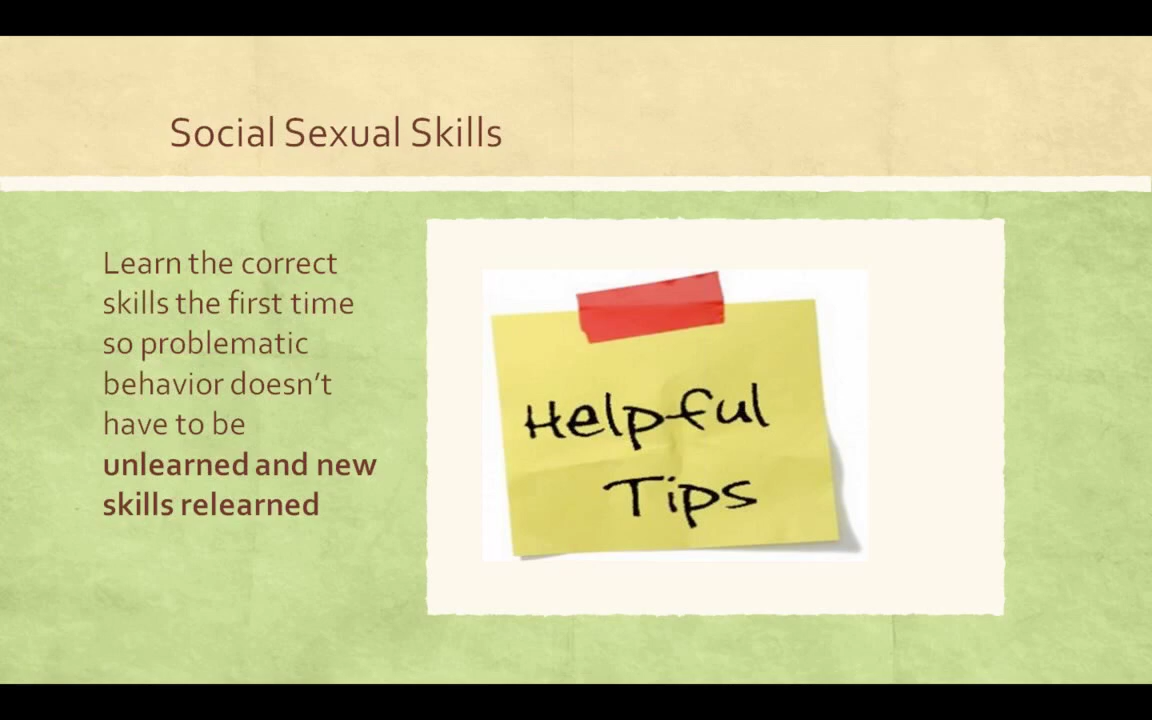 Social Sexual Skills
Learn the correct
skills the first time
so problematic
behavior doesn’t
have to be
unlearned and new
skills relearned
Helpful
Tips